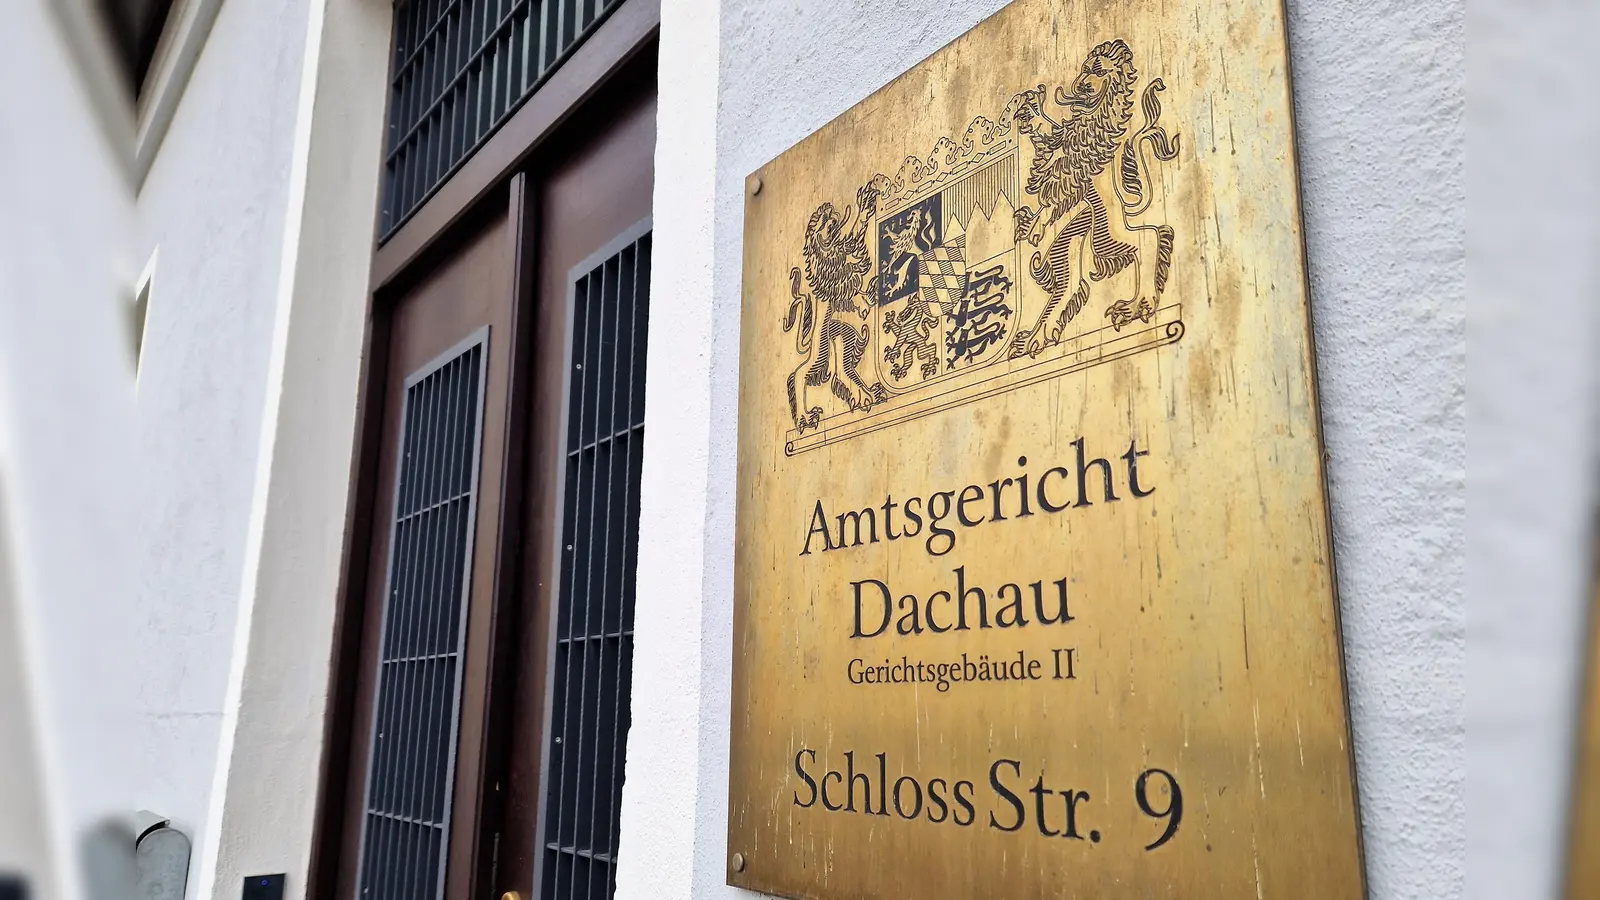 Amtsgericht
Dachau
Gerichtsgebäude II
Schloss Str. 9